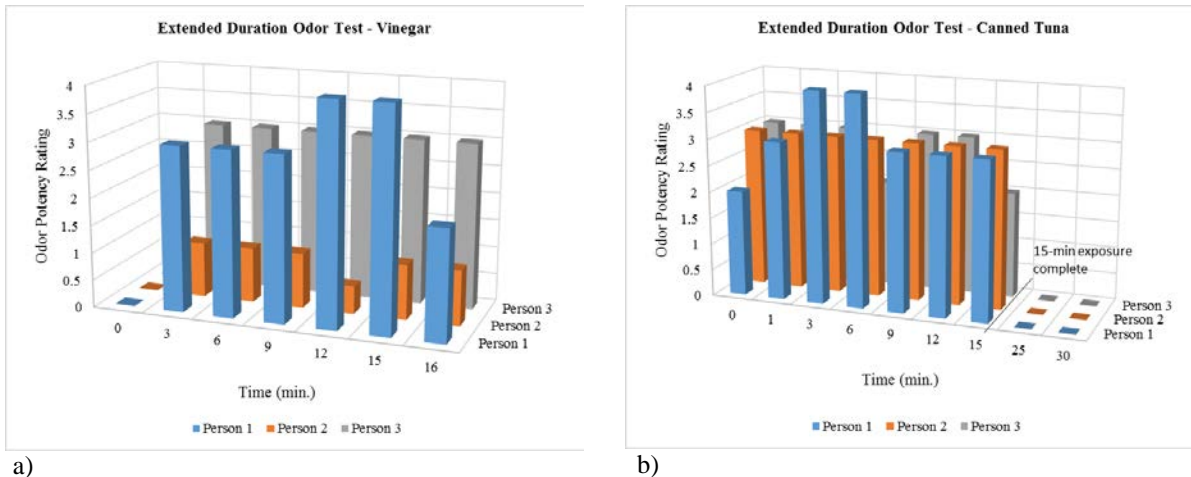 Extended Duration Odor Test - Vinegar
4
3.5
3
2.5
2
1.5
1
0.5
0
Odor Potency Rating
0 3 6 9 12 15 16
Person 3
Person 2
Person 1
Time (min.)
Person 1 Person 2 Person 3
a)
Extended Duration Odor Test - Canned Tuna
4
3.5
3
2.5
2
1.5
1
0.5
0
Odor Potency Rating
15-min exposure
complete
0 1 3 6 9 12 15 25 30
Person 3
Person 2
Person 1
Time (min.)
Person 1 Person 2 Person 3
b)